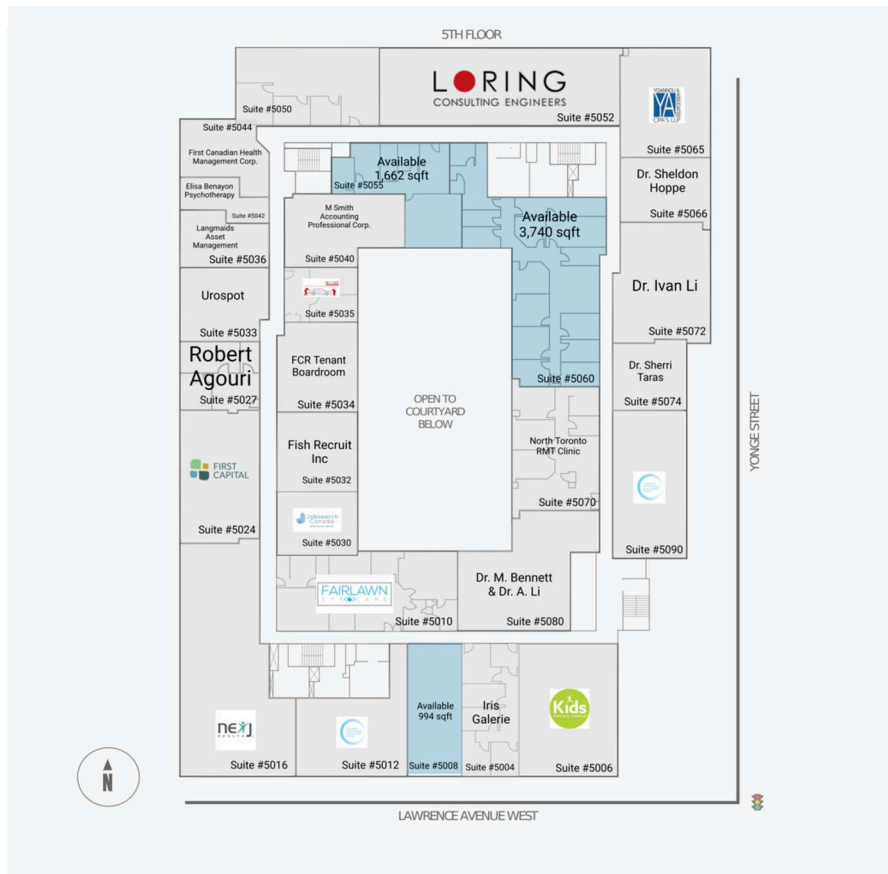 5TH FLOOR
Suite #5050
LORING
CONSULTING ENGINEERS
Suite #5052
YA
CPA'S LLP
Suite #5065
Suite #5044
First Canadian Health
Management Corp.
Elisa Benayon
Psychotherapy
Suite #5042
Langmaids
Asset
Management
Suite #5036
Available
1,662 sqft
Suite #5055
M Smith
Accounting
Professional Corp.
Suite #5040
Available
3,740 sqft
Suite #5060
Dr. Sheldon
Hoppe
Suite #5066
Dr. Ivan Li
Suite #5072
Urospot
Suite #5033
Suite #5035
Robert
Agouri
Suite #5027
FCR Tenant
Boardroom
Suite #5034
Dr. Sherri
Taras
Suite #5074
OPEN TO
COURTYARD
BELOW
YONGE STREET
FIRST
CAPITAL
Suite #5024
Fish Recruit
Inc
Suite #5032
North Toronto
RMT Clinic
Suite #5070
Suite #5090
jobsearch
Canada
Suite #5030
FAIRLAWN
EYE CARE
Suite #5010
Dr. M. Bennett
& Dr. A. Li
Suite #5080
NEXJ
HEALTH
Suite #5016
Suite #5012
Available
994 sqft
Suite #5008
Iris
Galerie
Suite #5004
Kids
Suite #5006
N
LAWRENCE AVENUE WEST